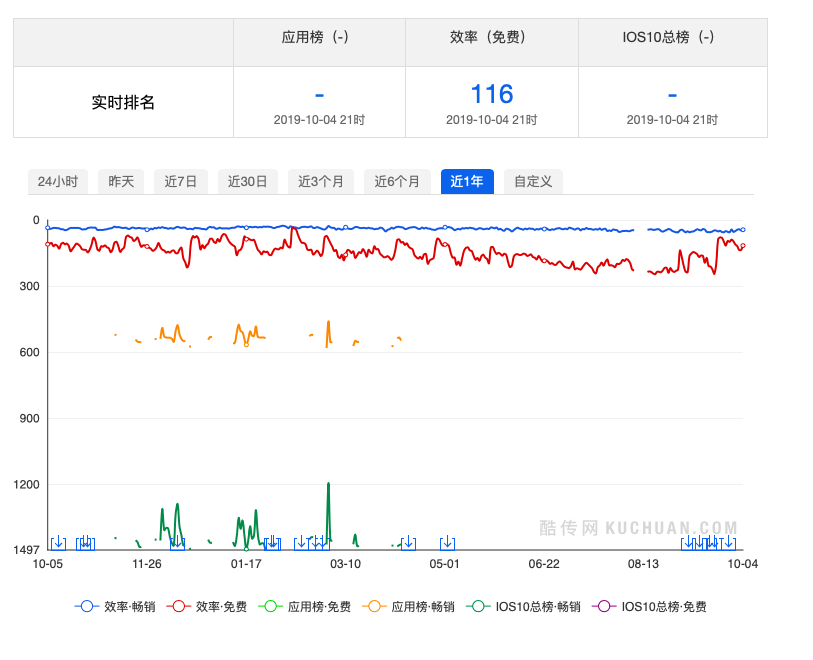 应用榜（-） 效率（免费） IOS10总榜（-）
实时排名 - 116 -
2019-10-04 21时 2019-10-04 21时 2019-10-04 21时
24小时 昨天 近7日 近30日 近3个月 近6个月 近1年 自定义
0
300
600
900
1200
酷传网 KUCHUAN.COM
1497
10-05 11-26 01-17 03-10 05-01 06-22 08-13 10-04
效率·畅销 效率·免费 应用榜·免费 应用榜·畅销 IOS10总榜·畅销 IOS10总榜·免费